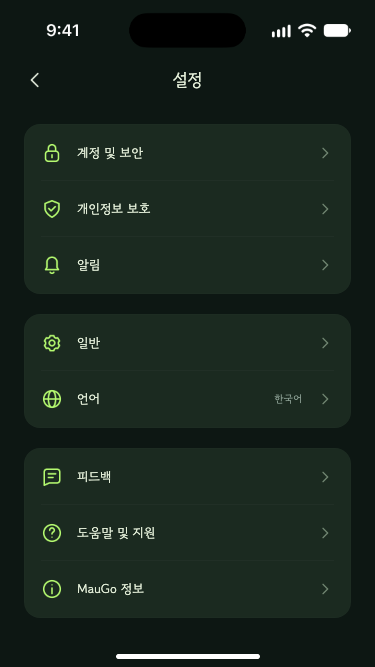 9:41
설정
계정 및 보안
개인정보 보호
알림
일반
언어 한국어
피드백
도움말 및 지원
MauGo 정보